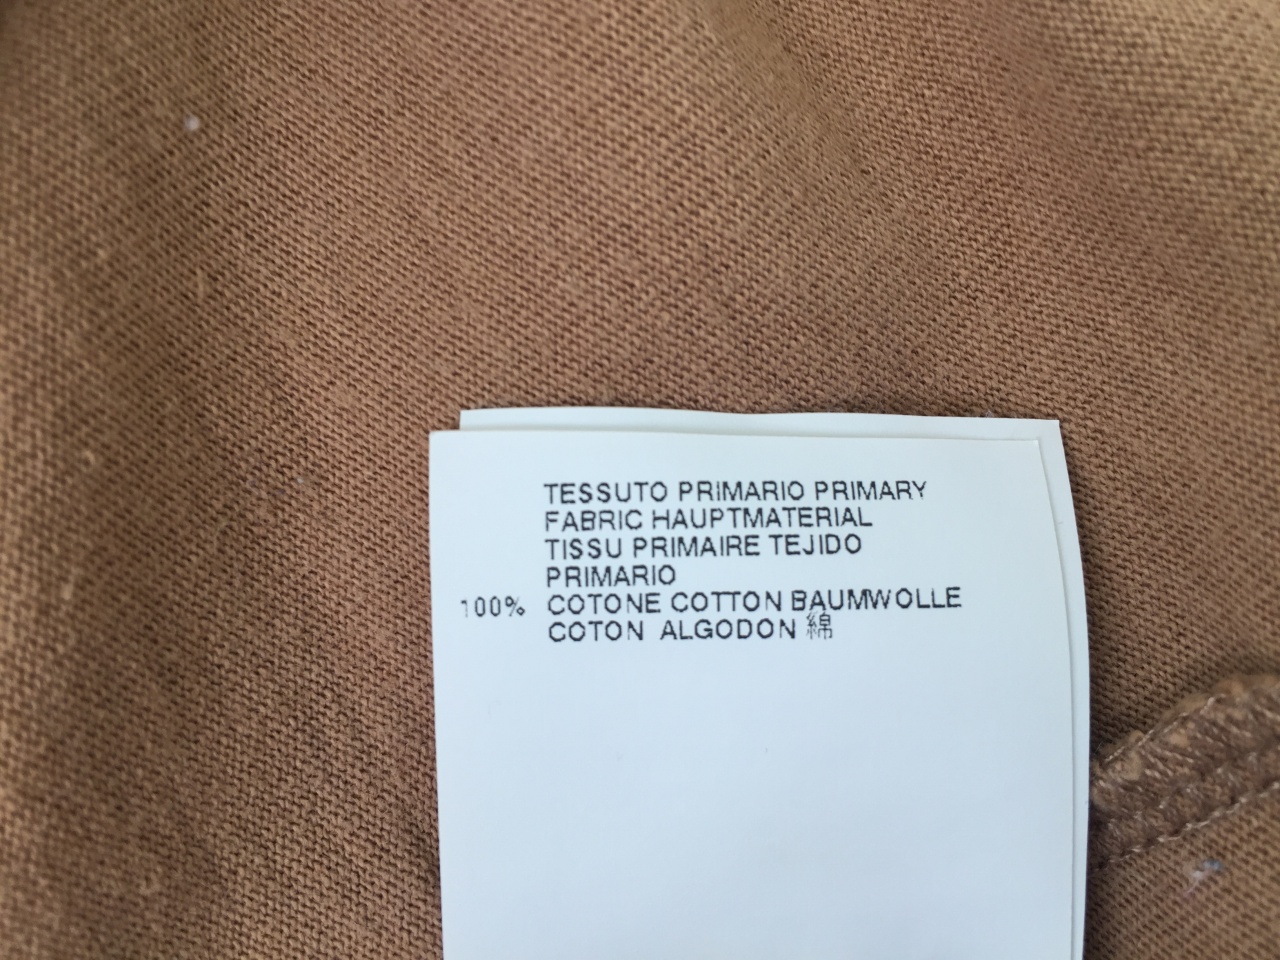 TESSUTO PRIMARIO PRIMARY
FABRIC HAUPTMATERIAL
TISSU PRIMAIRE TEJIDO
PRIMARIO
100% COTONE COTTON BAUMWOLLE
COTON ALGODON 綿